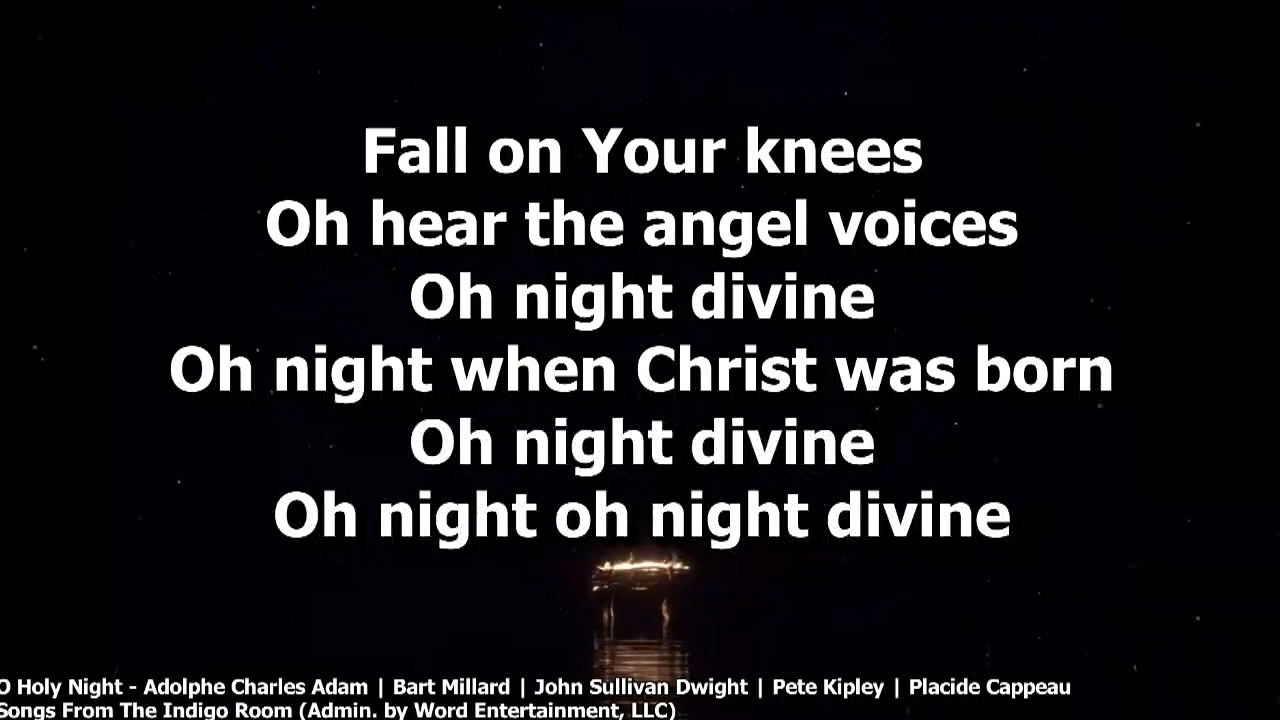 Fall on Your knees
Oh hear the angel voices
Oh night divine
Oh night when Christ was born
Oh night divine
Oh night oh night divine
O Holy Night - Adolphe Charles Adam | Bart Millard | John Sullivan Dwight | Pete Kipley | Placide Cappeau
Songs From The Indigo Room (Admin. by Word Entertainment, LLC)